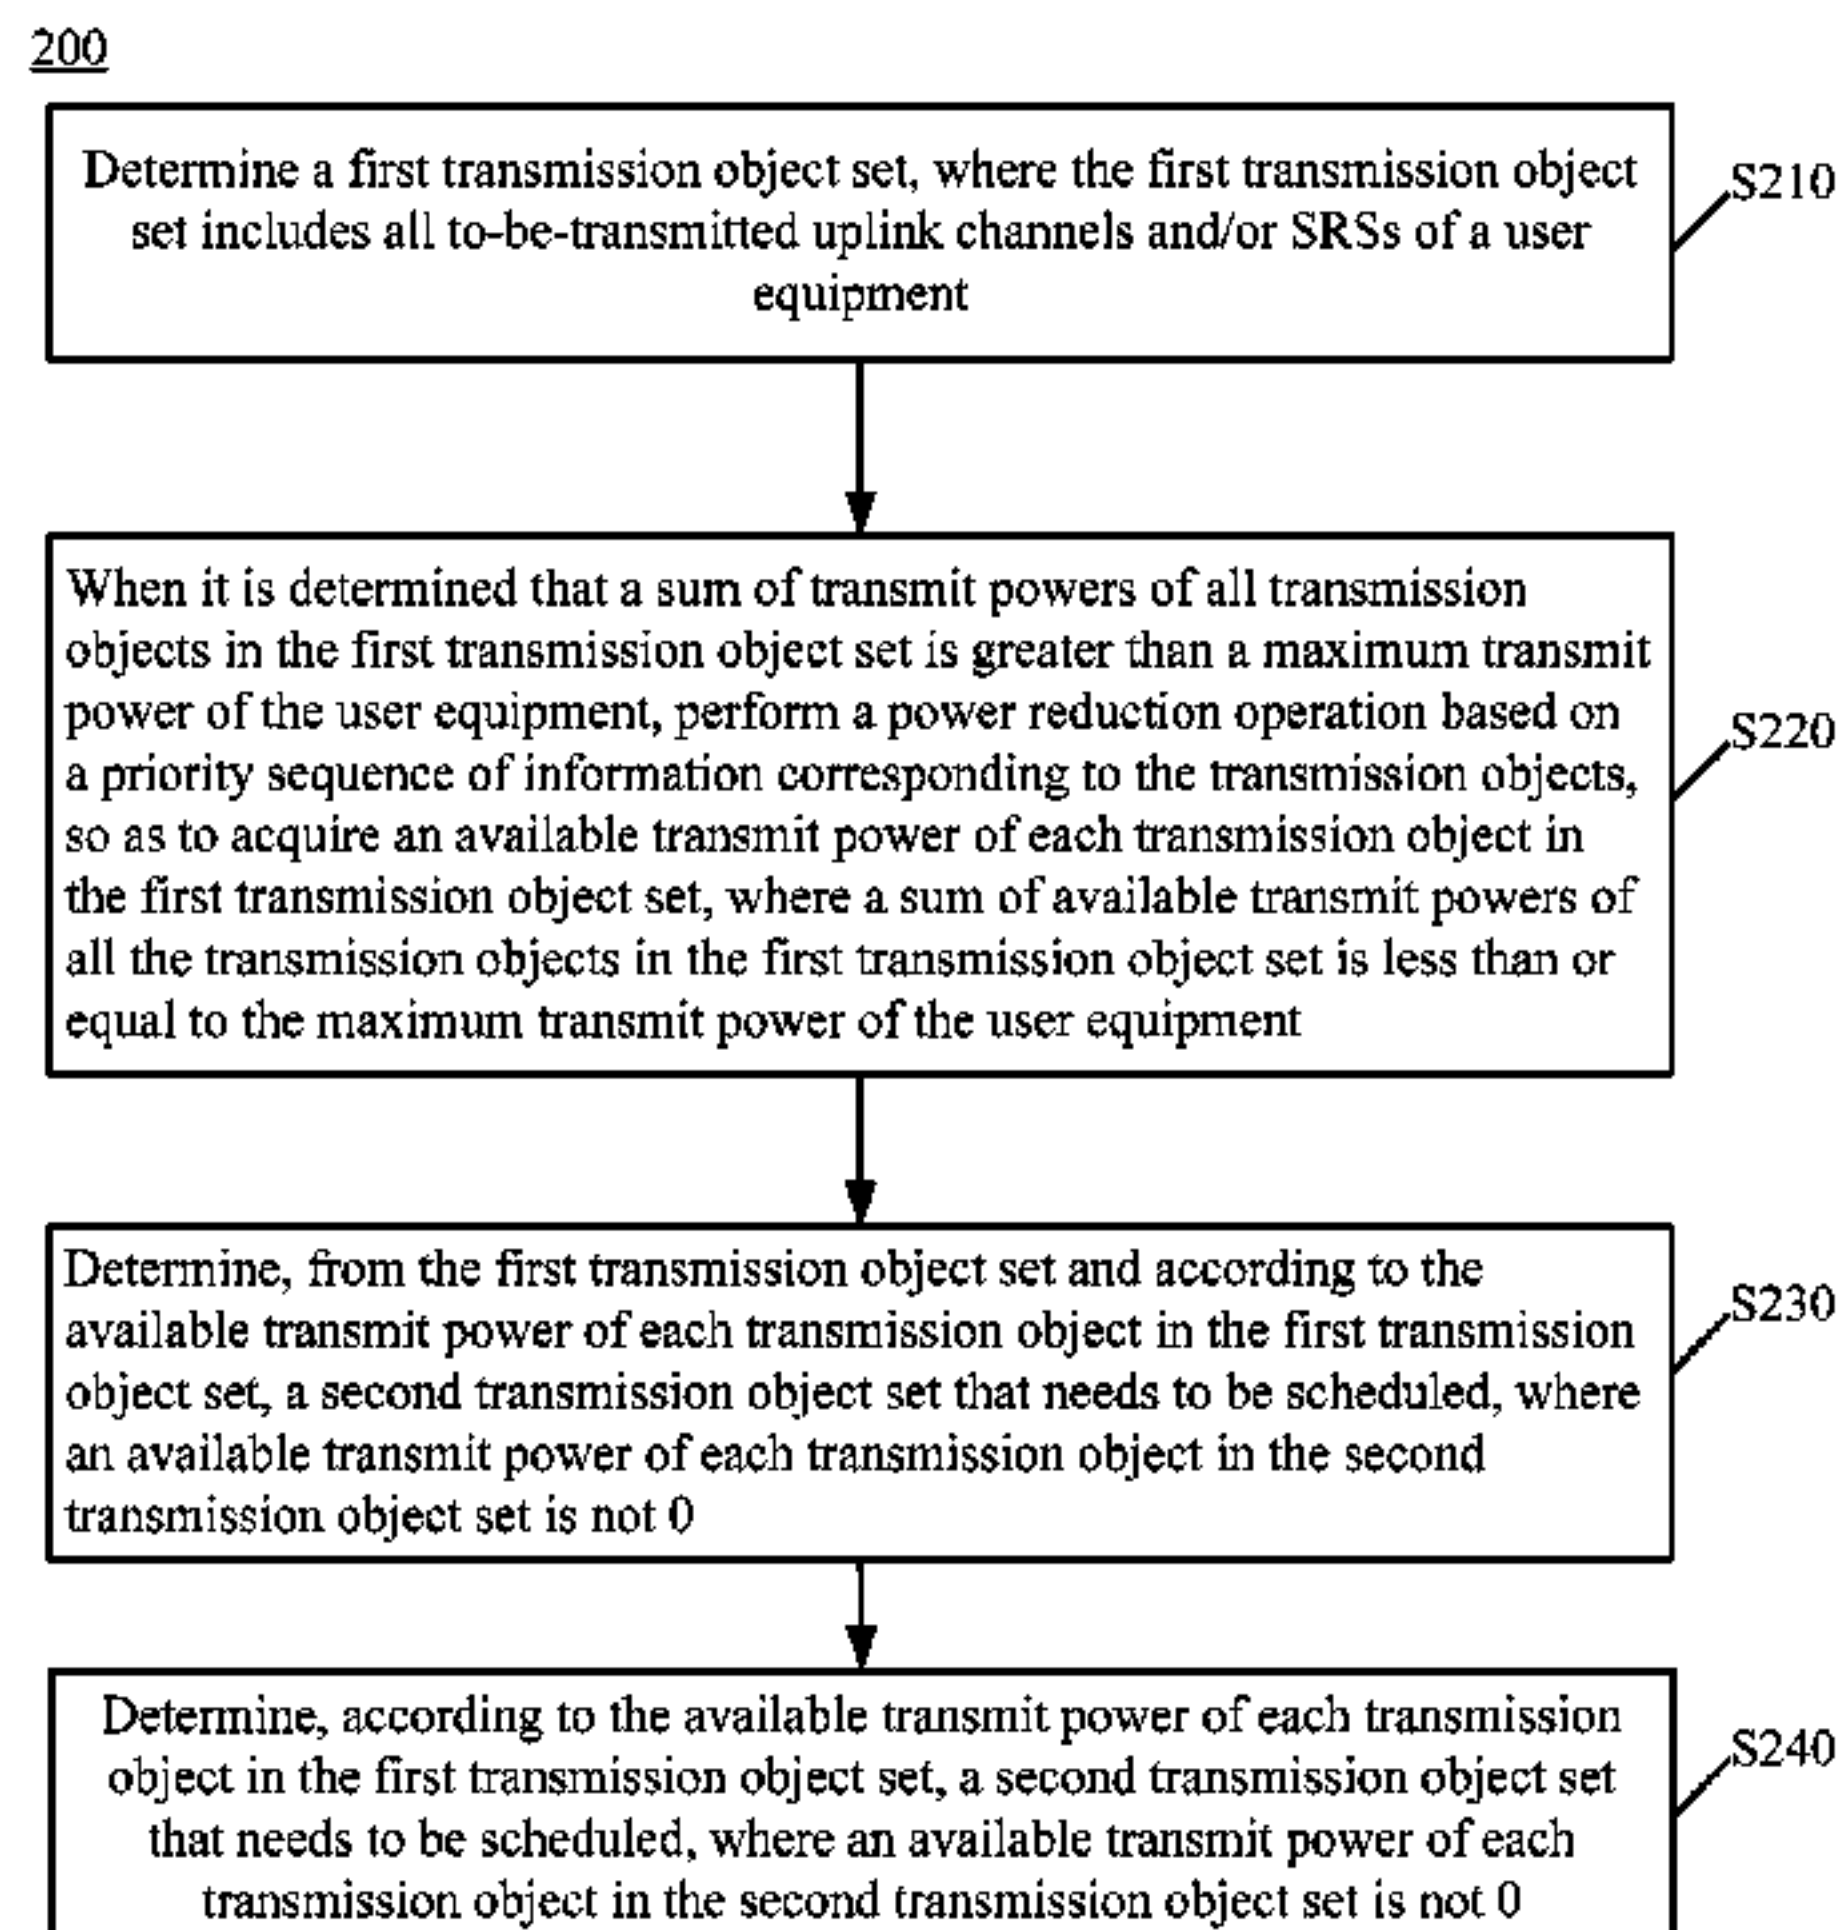 200
Determine a first transmission object set, where the first transmission object
set includes all to-be-transmitted uplink channels and/or SRSs of a user
equipment
S210
When it is determined that a sum of transmit powers of all transmission
objects in the first transmission object set is greater than a maximum transmit
power of the user equipment, perform a power reduction operation based on
a priority sequence of information corresponding to the transmission objects,
so as to acquire an available transmit power of each transmission object in
the first transmission object set, where a sum of available transmit powers of
all the transmission objects in the first transmission object set is less than or
equal to the maximum transmit power of the user equipment
S220
Determine, from the first transmission object set and according to the
available transmit power of each transmission object in the first transmission
object set, a second transmission object set that needs to be scheduled, where
an available transmit power of each transmission object in the second
transmission object set is not 0
S230
Determine, according to the available transmit power of each transmission
object in the first transmission object set, a second transmission object set
that needs to be scheduled, where an available transmit power of each
transmission object in the second transmission object set is not 0
S240